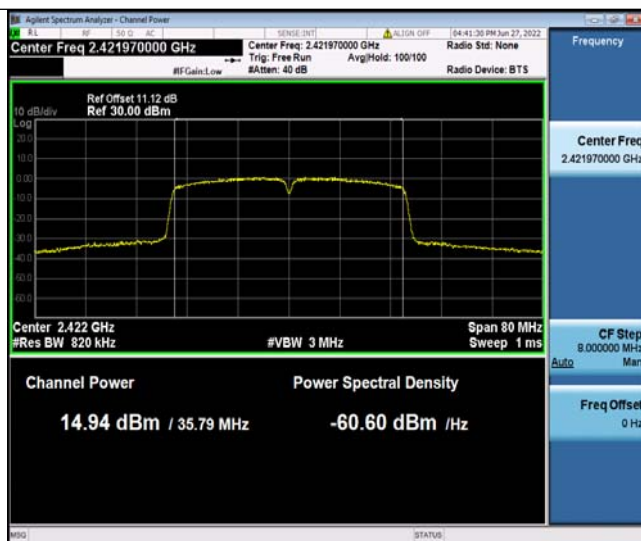 Agilent Spectrum Analyzer - Channel Power
RL RF 50 Ω AC SENSE:INT ALIGN OFF 04:41:30 PM Jun 27, 2022
Center Freq 2.421970000 GHz
Center Freq: 2.421970000 GHz
Radio Std: None
Trig: Free Run Avg|Hold: 100/100
#IFGain:Low
#Atten: 40 dB
Radio Device: BTS
Ref Offset 11.12 dB
10 dB/div Ref 30.00 dBm
Log
20.0
10.0
0.00
-10.0
-20.0
-30.0
-40.0
-50.0
-60.0
Center 2.422 GHz
Span 80 MHz
#Res BW 820 kHz
#VBW 3 MHz
Sweep 1 ms
Channel Power
Power Spectral Density
14.94 dBm / 35.79 MHz
-60.60 dBm /Hz
Frequency
Center Freq
2.421970000 GHz
CF Step
8.000000 MHz
Auto Man
Freq Offset
0 Hz
MSG
STATUS